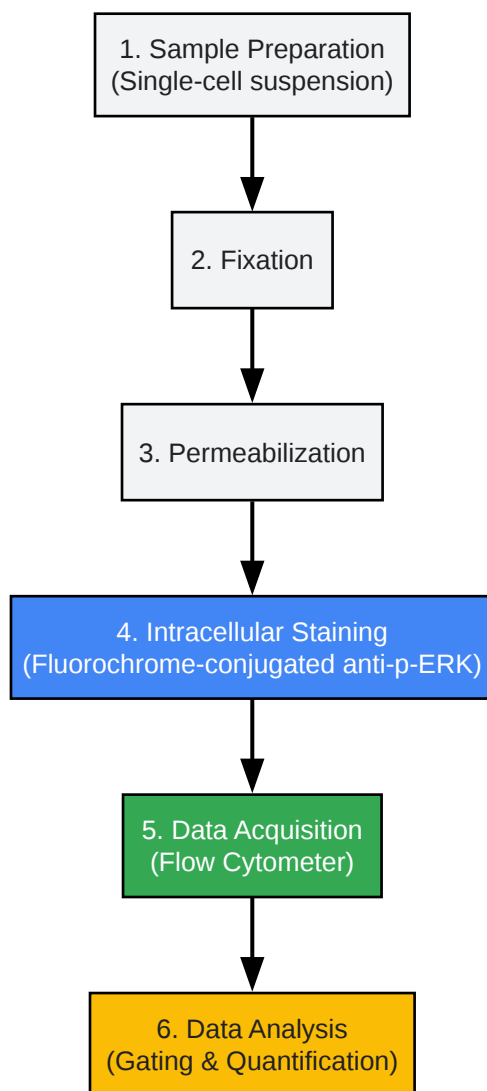 1. Sample Preparation
(Single-cell suspension)
2. Fixation
3. Permeabilization
4. Intracellular Staining
(Fluorochrome-conjugated anti-p-ERK)
5. Data Acquisition
(Flow Cytometer)
6. Data Analysis
(Gating & Quantification)